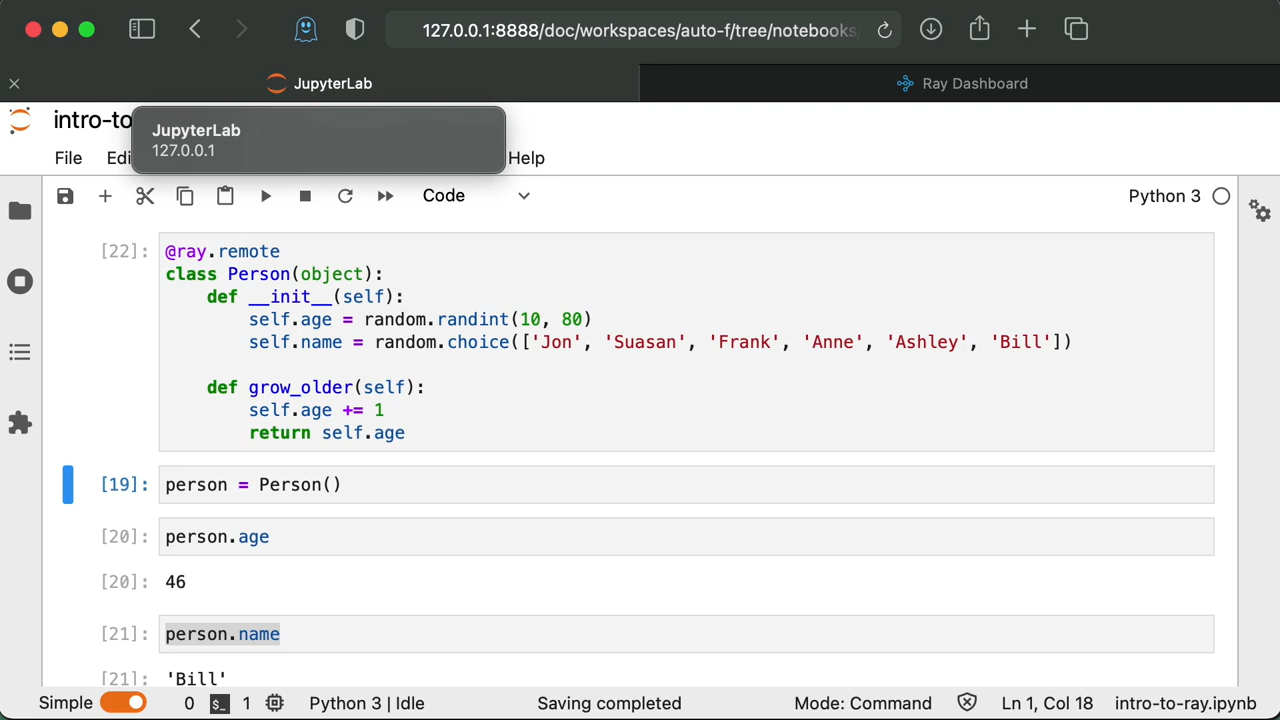 127.0.0.1:8888/doc/workspaces/auto-f/tree/notebooks
JupyterLab
Ray Dashboard
intro-to
JupyterLab
127.0.0.1
File Edi Help
Code
Python 3
[22]: @ray.remote
class Person(object):
    def __init__(self):
        self.age = random.randint(10, 80)
        self.name = random.choice(['Jon', 'Suasan', 'Frank', 'Anne', 'Ashley', 'Bill'])
    def grow_older(self):
        self.age += 1
        return self.age
[19]: person = Person()
[20]: person.age
[20]: 46
[21]: person.name
[21]: 'Bill'
Simple 0 $_ 1 Python 3 | Idle Saving completed Mode: Command Ln 1, Col 18 intro-to-ray.ipynb